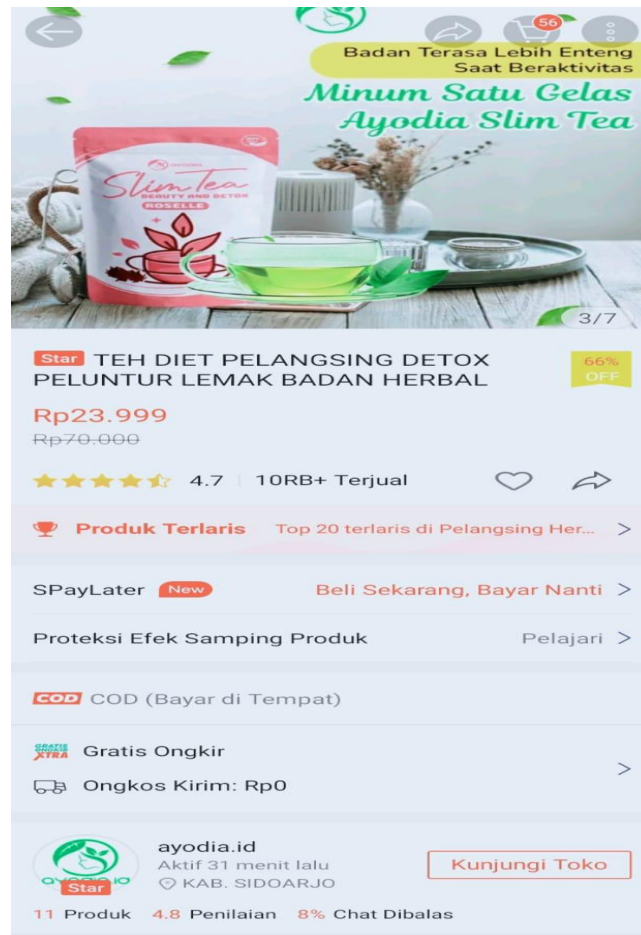 56
Badan Terasa Lebih Enteng
Saat Beraktivitas
Minum Satu Gelas
Ayodia Slim Tea
AYODIA
Slim Tea
BEAUTY AND DETOX
ROSELLE
3/7
Star TEH DIET PELANGSING DETOX
PELUNTUR LEMAK BADAN HERBAL
66%
OFF
Rp23.999
Rp70.000
4.7 10RB+ Terjual
Produk Terlaris Top 20 terlaris di Pelangsing Her... >
SPayLater New Beli Sekarang, Bayar Nanti >
Proteksi Efek Samping Produk Pelajari >
COD COD (Bayar di Tempat)
GRATIS ONGKIR XTRA Gratis Ongkir
Ongkos Kirim: Rp0 >
ayodia.id
Aktif 31 menit lalu
KAB. SIDOARJO
Star
Kunjungi Toko
11 Produk 4.8 Penilaian 8% Chat Dibalas